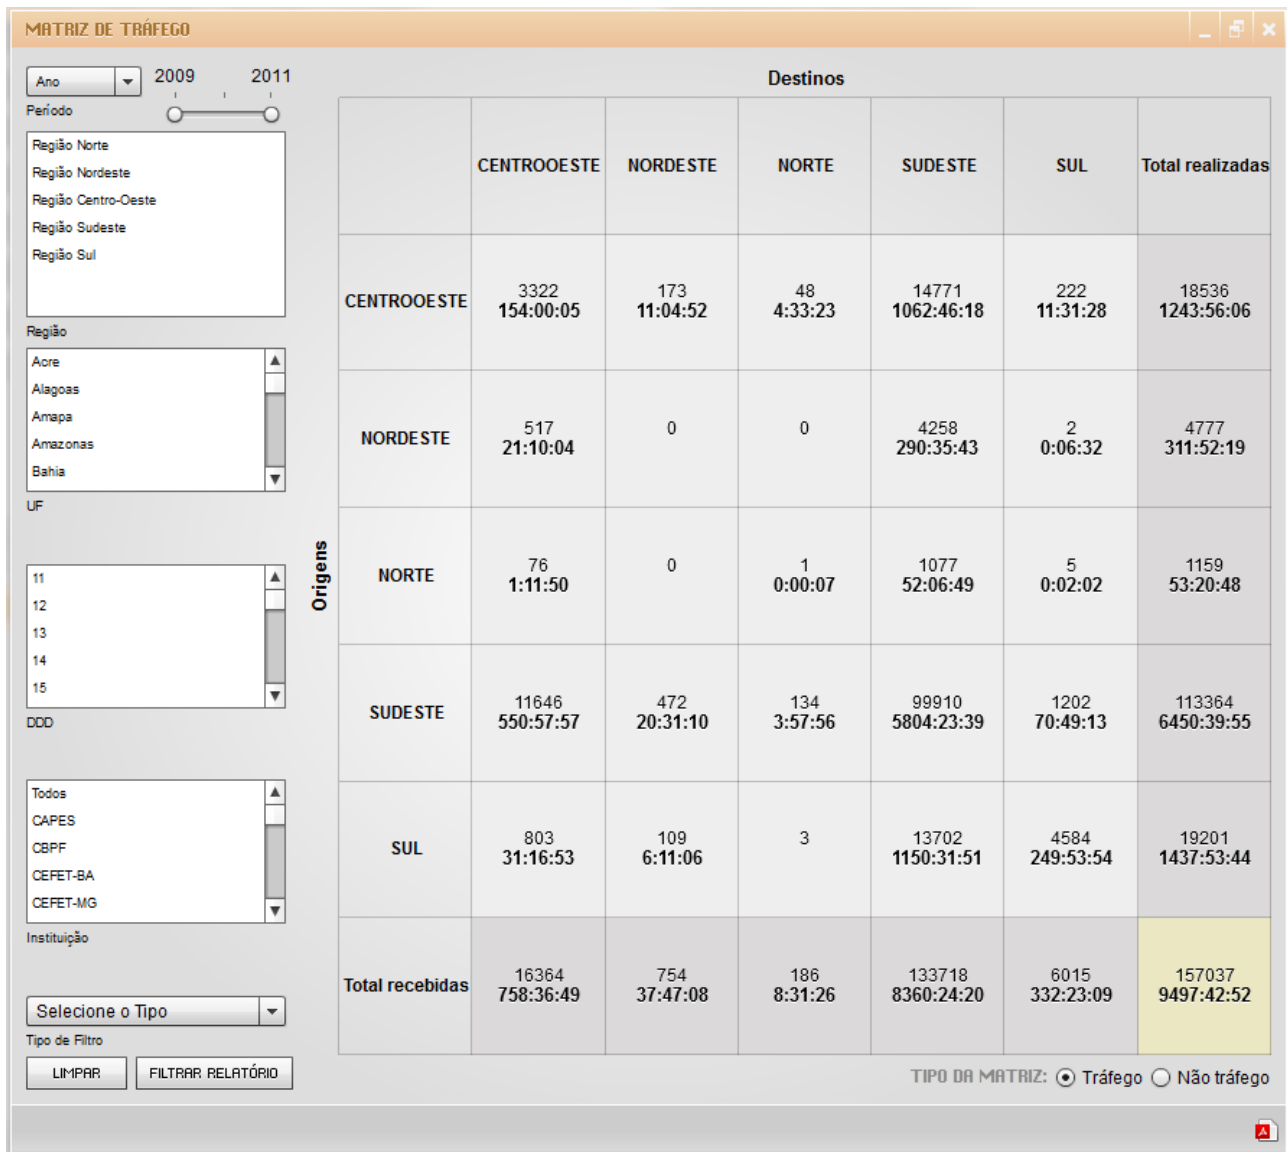 MATRIZ DE TRÁFEGO
Ano
2009
2011
Período
Região Norte
Região Nordeste
Região Centro-Oeste
Região Sudeste
Região Sul
Região
Acre
Alagoas
Amapa
Amazonas
Bahia
UF
11
12
13
14
15
DDD
Todos
CAPES
CBPF
CEFET-BA
CEFET-MG
Instituição
Selecione o Tipo
Tipo de Filtro
LIMPAR
FILTRAR RELATÓRIO
Destinos
Origens
CENTROOESTE NORDESTE NORTE SUDESTE SUL Total realizadas
CENTROOESTE
3322 173 48 14771 222 18536
154:00:05 11:04:52 4:33:23 1062:46:18 11:31:28 1243:56:06
NORDESTE
517 0 0 4258 2 4777
21:10:04 290:35:43 0:06:32 311:52:19
NORTE
76 0 1 1077 5 1159
1:11:50 0:00:07 52:06:49 0:02:02 53:20:48
SUDESTE
11646 472 134 99910 1202 113364
550:57:57 20:31:10 3:57:56 5804:23:39 70:49:13 6450:39:55
SUL
803 109 3 13702 4584 19201
31:16:53 6:11:06 1150:31:51 249:53:54 1437:53:44
Total recebidas
16364 754 186 133718 6015 157037
758:36:49 37:47:08 8:31:26 8360:24:20 332:23:09 9497:42:52
TIPO DA MATRIZ: Tráfego Não tráfego